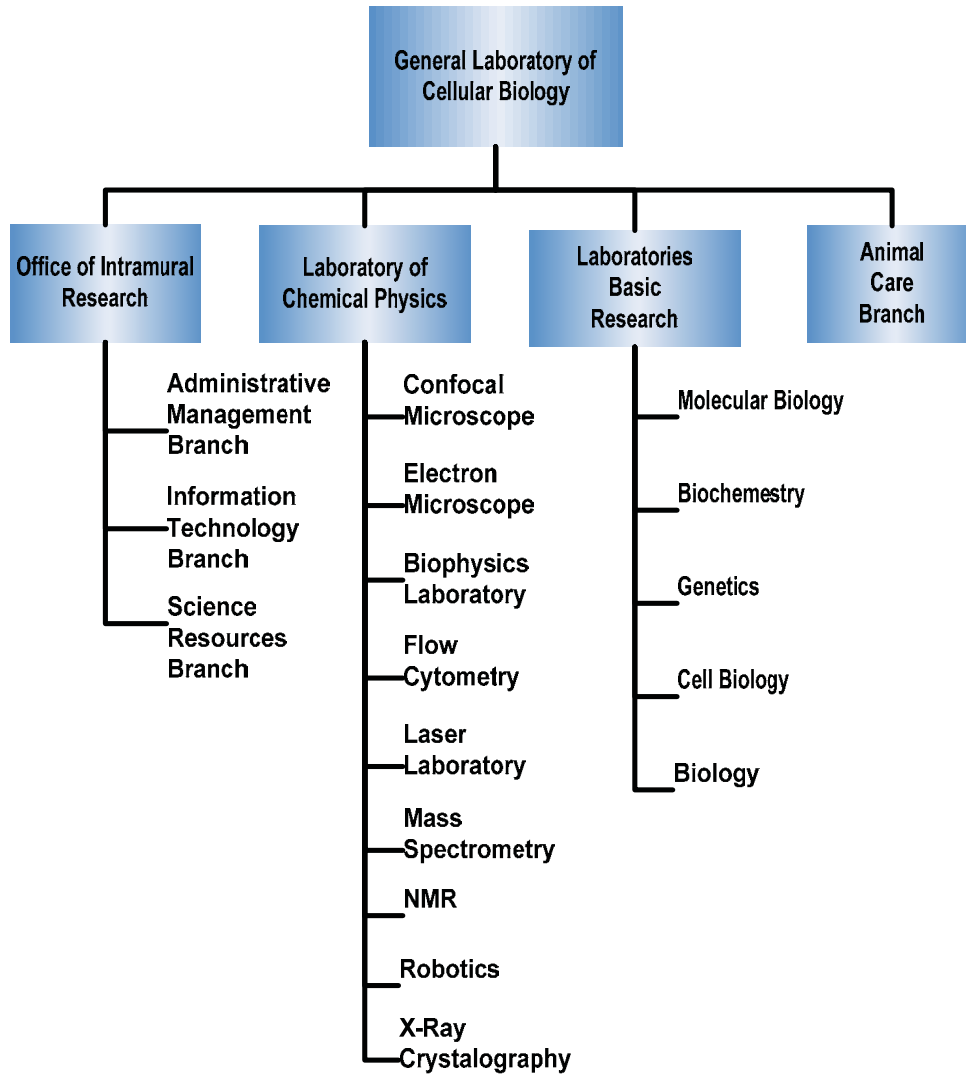 General Laboratory of
Cellular Biology
Office of Intramural
Research
Laboratory of
Chemical Physics
Laboratories
Basic
Research
Animal
Care
Branch
Administrative
Management
Branch
Information
Technology
Branch
Science
Resources
Branch
Confocal
Microscope
Electron
Microscope
Biophysics
Laboratory
Flow
Cytometry
Laser
Laboratory
Mass
Spectrometry
NMR
Robotics
X-Ray
Crystalography
Molecular Biology
Biochemestry
Genetics
Cell Biology
Biology